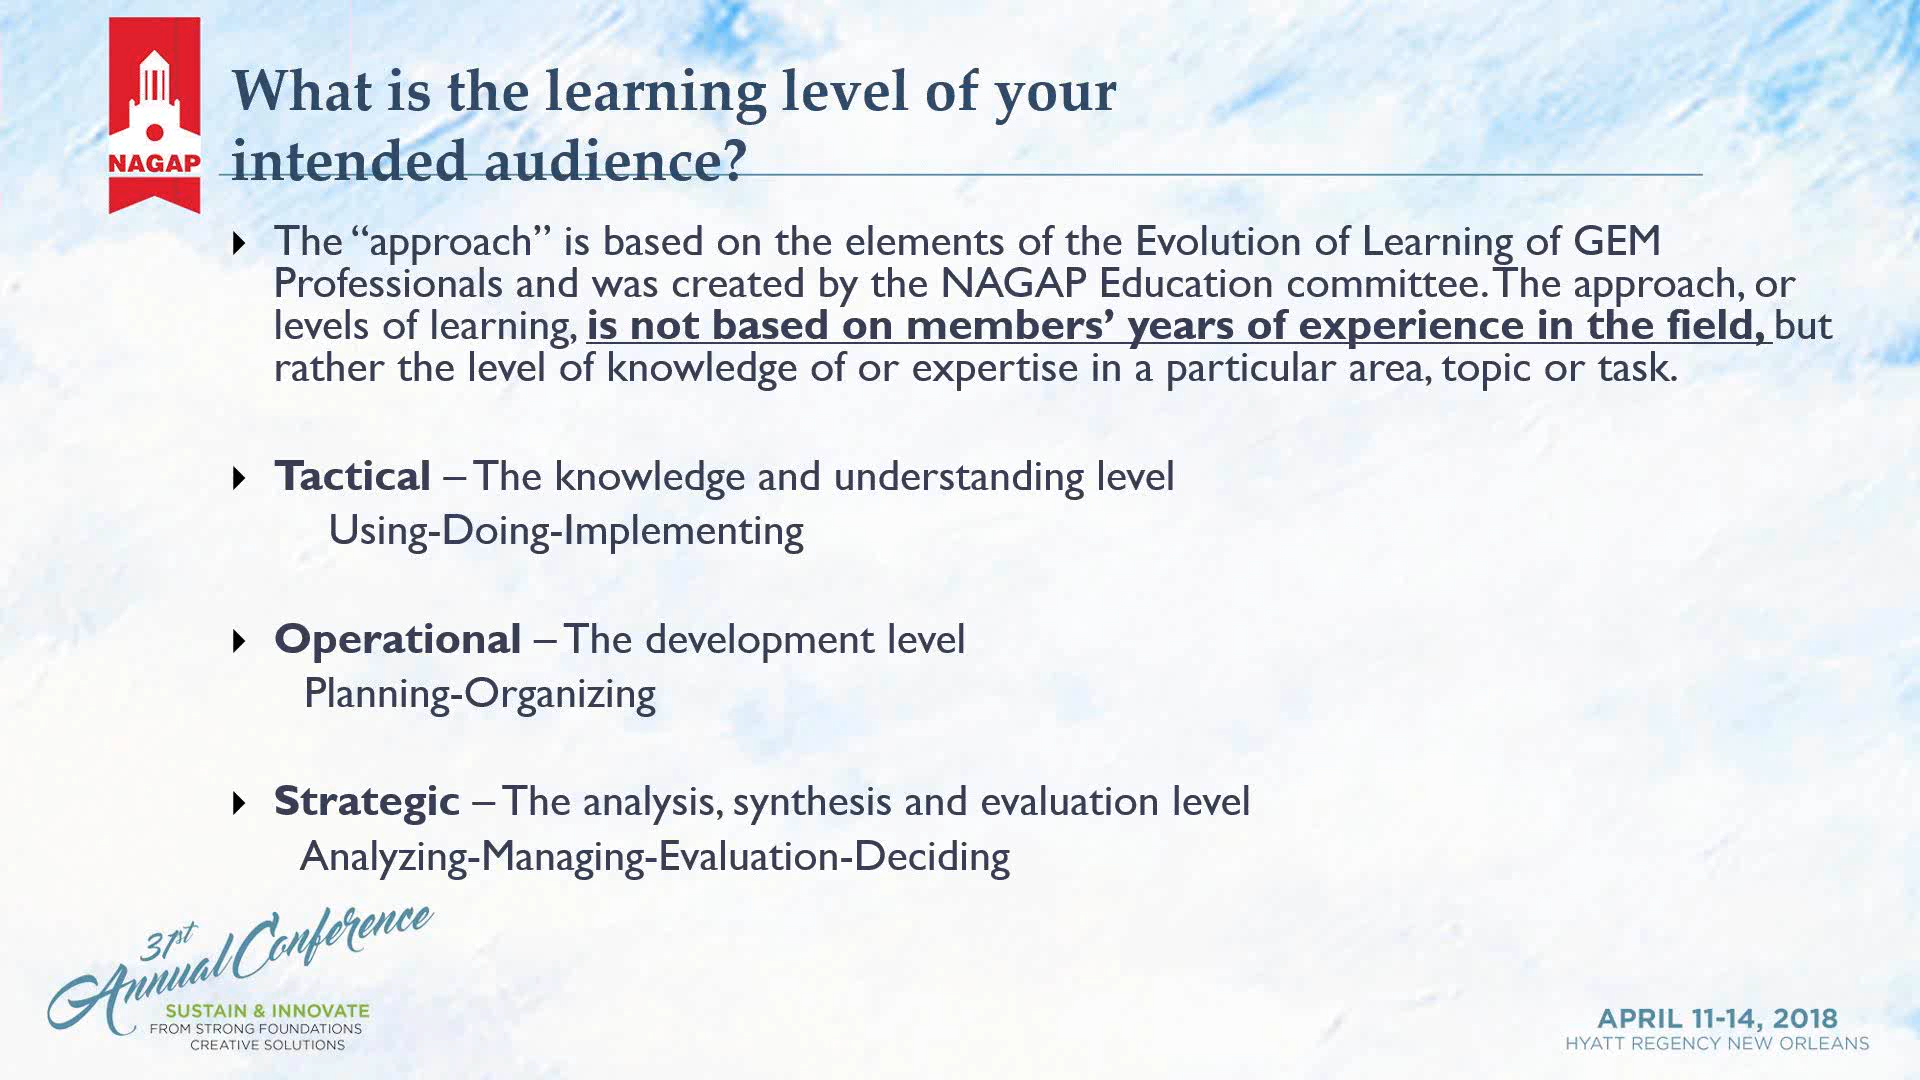 NAGAP
What is the learning level of your
intended audience?
The “approach” is based on the elements of the Evolution of Learning of GEM
Professionals and was created by the NAGAP Education committee. The approach, or
levels of learning, is not based on members’ years of experience in the field, but
rather the level of knowledge of or expertise in a particular area, topic or task.
Tactical – The knowledge and understanding level
Using-Doing-Implementing
Operational – The development level
Planning-Organizing
Strategic – The analysis, synthesis and evaluation level
Analyzing-Managing-Evaluation-Deciding
31st
Annual Conference
SUSTAIN & INNOVATE
FROM STRONG FOUNDATIONS
CREATIVE SOLUTIONS
APRIL 11-14, 2018
HYATT REGENCY NEW ORLEANS